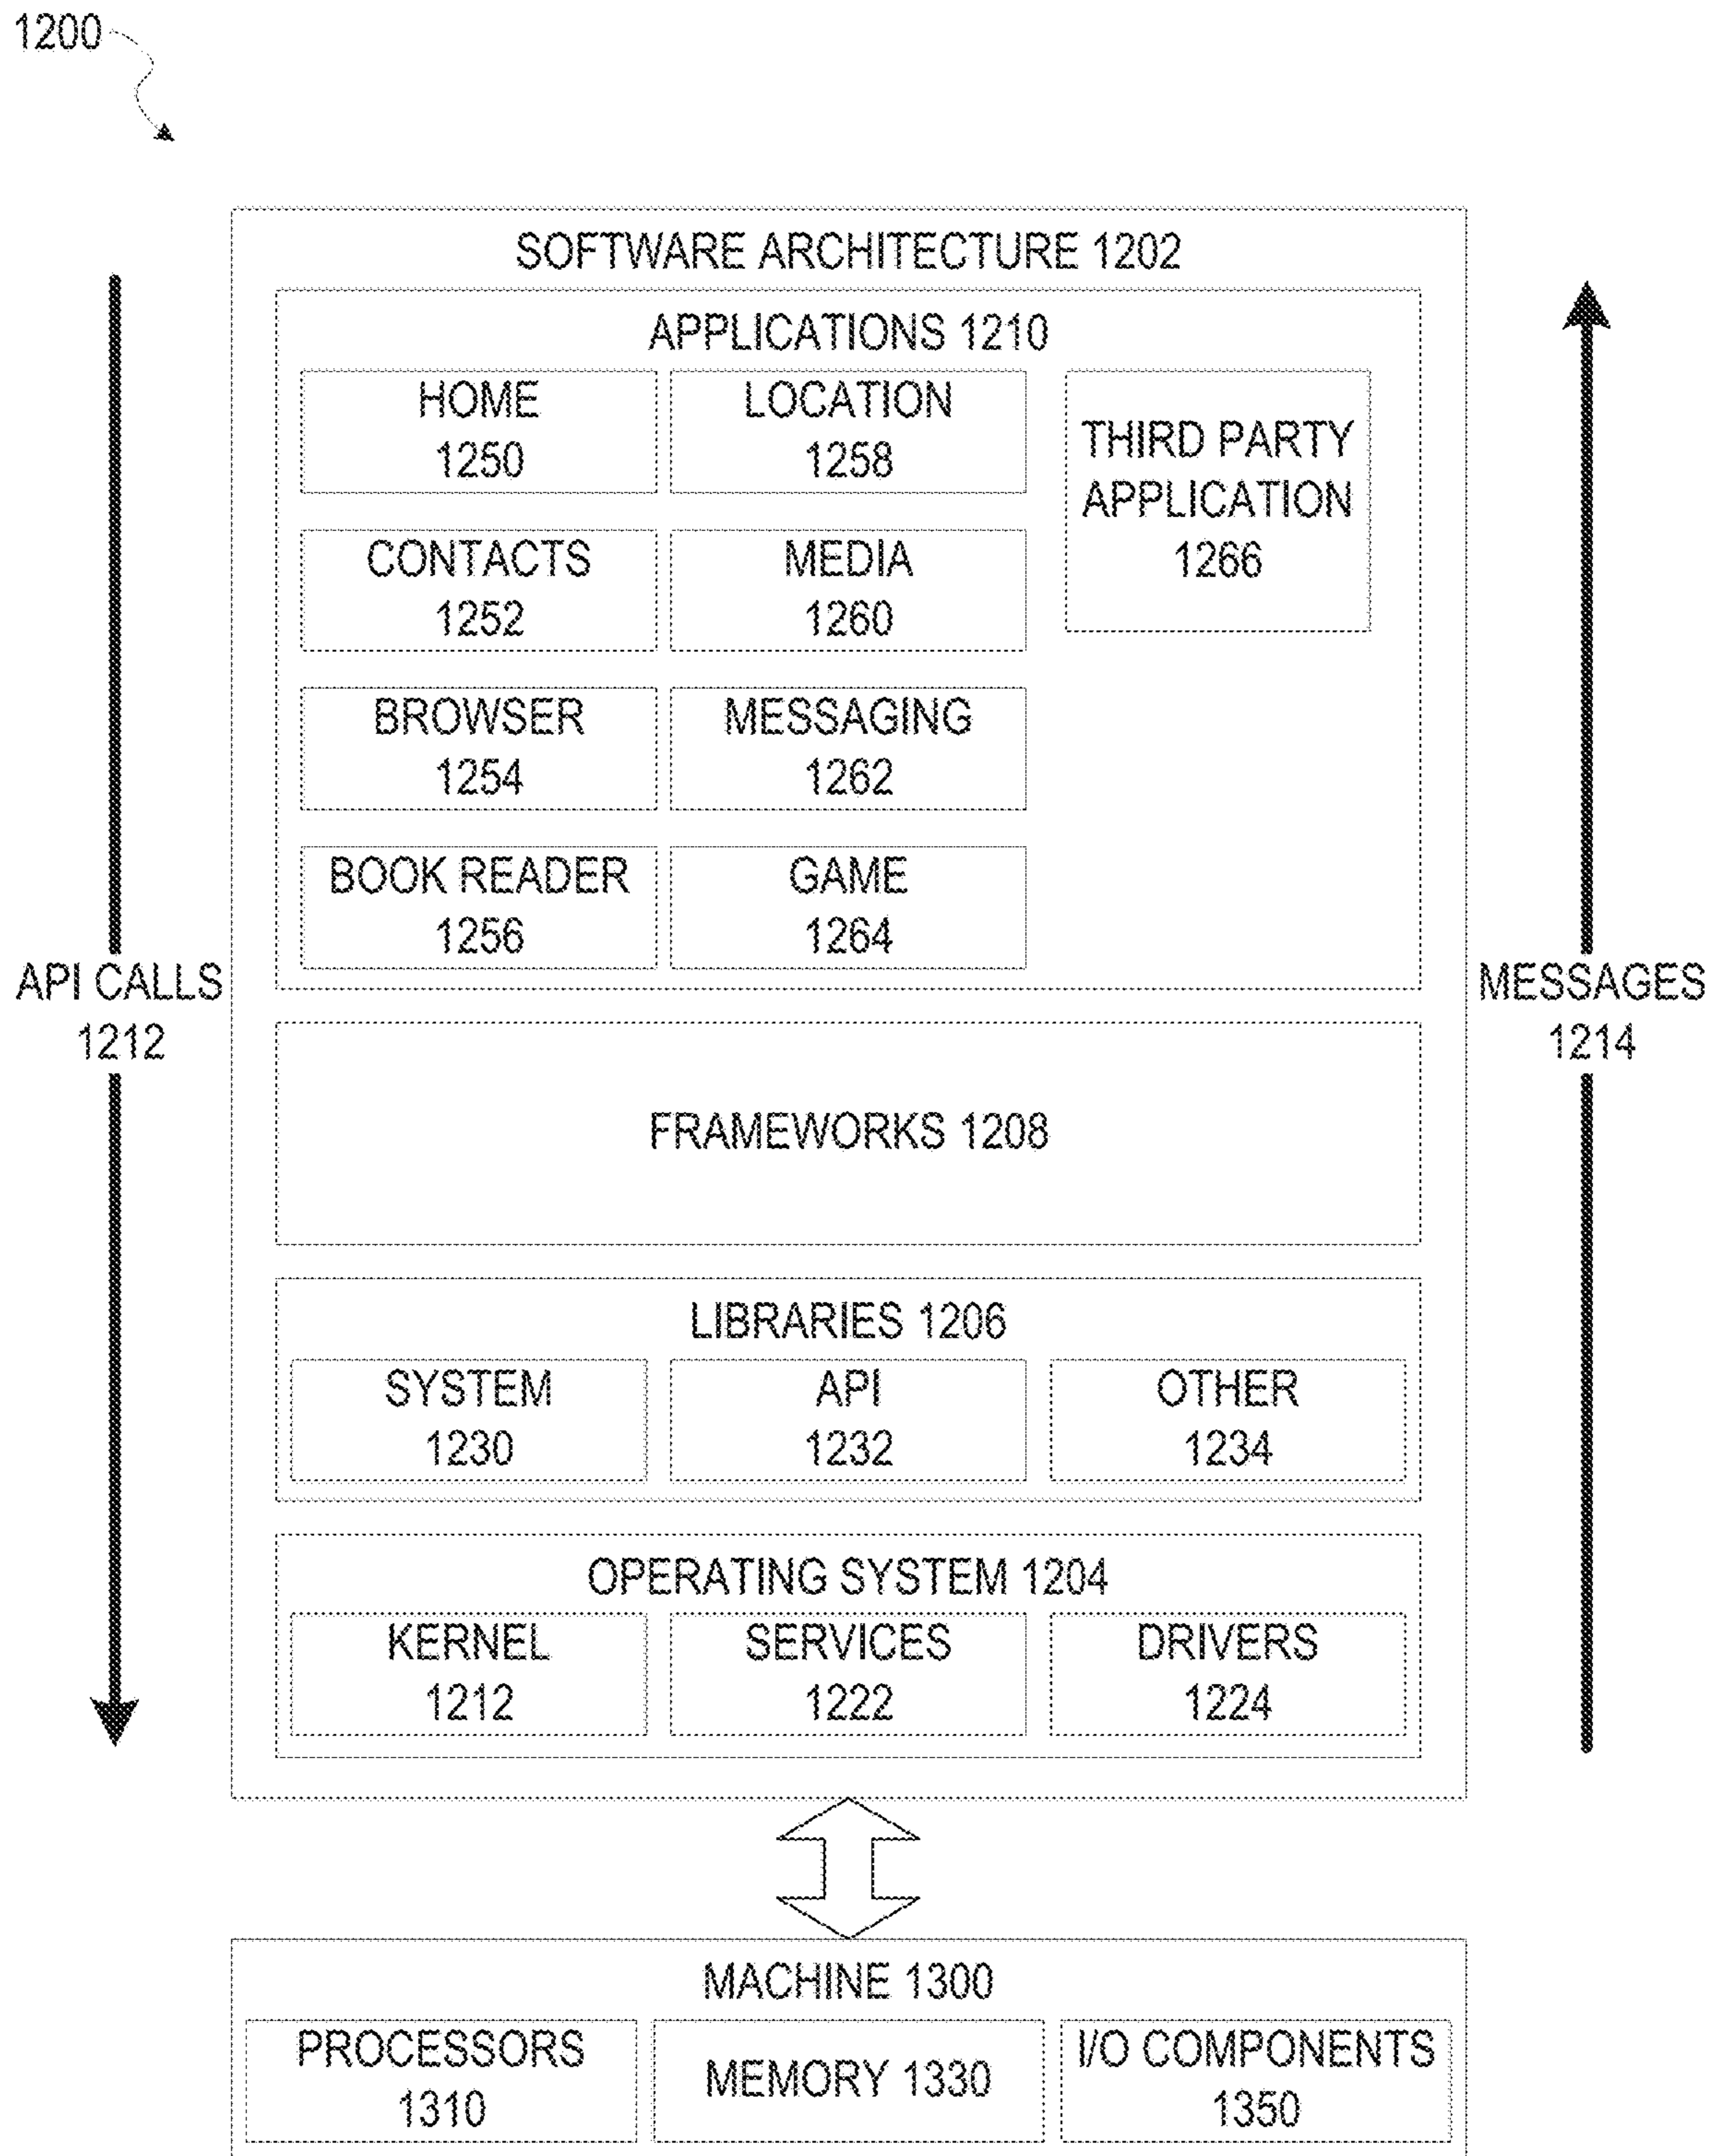 1200
SOFTWARE ARCHITECTURE 1202
APPLICATIONS 1210
HOME
1250
LOCATION
1258
THIRD PARTY
APPLICATION
1266
CONTACTS
1252
MEDIA
1260
BROWSER
1254
MESSAGING
1262
BOOK READER
1256
GAME
1264
API CALLS
1212
MESSAGES
1214
FRAMEWORKS 1208
LIBRARIES 1206
SYSTEM
1230
API
1232
OTHER
1234
OPERATING SYSTEM 1204
KERNEL
1212
SERVICES
1222
DRIVERS
1224
MACHINE 1300
PROCESSORS
1310
MEMORY 1330
I/O COMPONENTS
1350